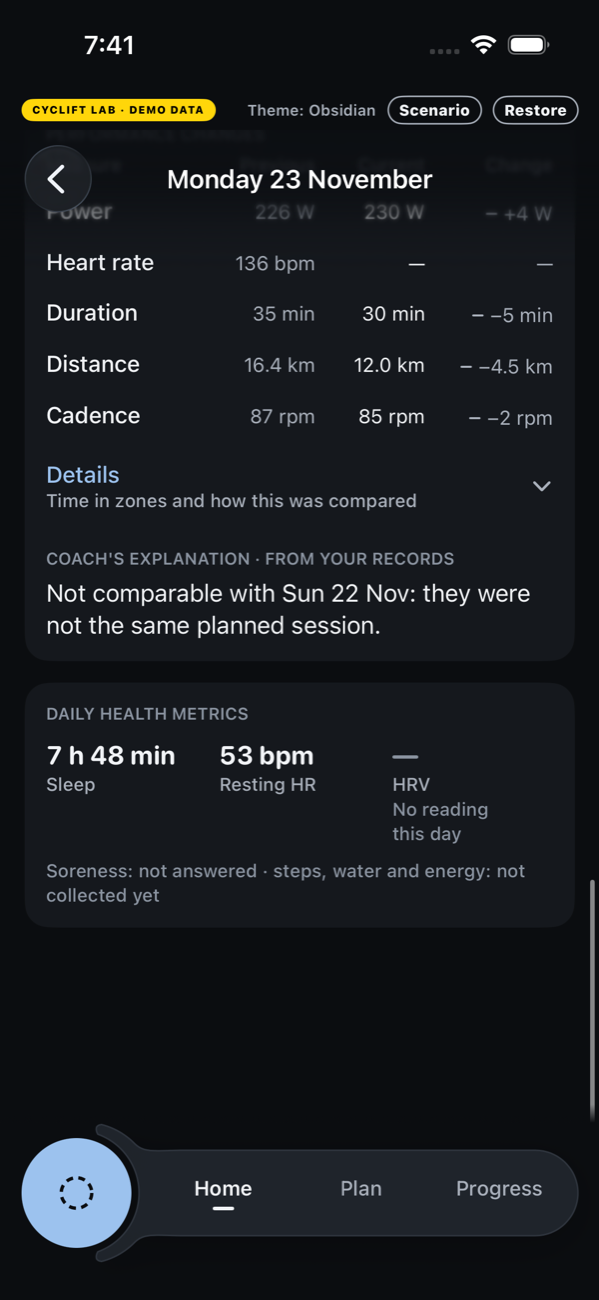 7:41
CYCLIFT LAB · DEMO DATA Theme: Obsidian Scenario Restore
Monday 23 November
Power 226 W 230 W — +4 W
Heart rate 136 bpm — —
Duration 35 min 30 min — −5 min
Distance 16.4 km 12.0 km — −4.5 km
Cadence 87 rpm 85 rpm — −2 rpm
Details
Time in zones and how this was compared
COACH'S EXPLANATION · FROM YOUR RECORDS
Not comparable with Sun 22 Nov: they were
not the same planned session.
DAILY HEALTH METRICS
7 h 48 min 53 bpm —
Sleep Resting HR HRV
No reading
this day
Soreness: not answered · steps, water and energy: not
collected yet
Home Plan Progress